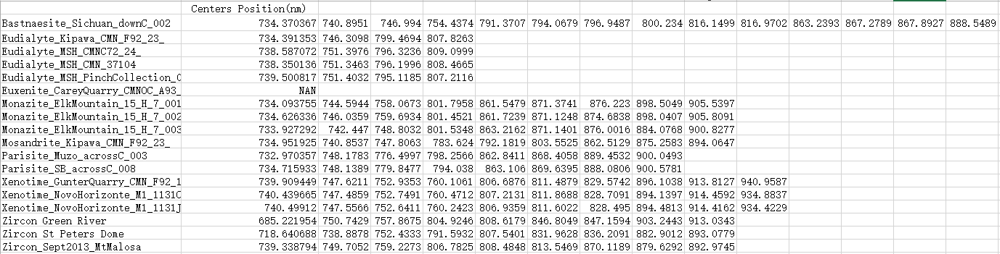 Centers Position(nm)
Bastnaesite_Sichuan_downC_002 734.370367 740.8951 746.994 754.4374 791.3707 794.0679 796.9487 800.234 816.1499 816.9702 863.2393 867.2789 867.8927 888.5489
Eudialyte_Kipawa_CMN_F92_23_ 734.391353 746.3098 799.4694 807.8263
Eudialyte_MSH_CMNC72_24_ 738.587072 751.3976 796.3236 809.0999
Eudialyte_MSH_CMN_37104 738.350136 751.3463 796.1996 808.4665
Eudialyte_MSH_PinchCollection_0 739.500817 751.4032 795.1185 807.2116
Euxenite_CareyQuarry_CMNOC_A93_ NAN
Monazite_ElkMountain_15_H_7_001 734.093755 744.5944 758.0673 801.7958 861.5479 871.3741 876.223 898.5049 905.5397
Monazite_ElkMountain_15_H_7_002 734.626336 746.0359 759.6934 801.4521 861.7239 871.1248 874.6838 898.0407 905.8091
Monazite_ElkMountain_15_H_7_003 733.927292 742.447 748.8032 801.5348 863.2162 871.1401 876.0016 884.0768 900.8277
Mosandrite_Kipawa_CMN_F92_23_ 734.951925 740.8537 747.8063 783.624 792.1819 803.5525 862.5129 875.2583 894.0647
Parisite_Muzo_acrossC_003 732.970357 748.1783 776.4997 798.2566 862.8411 868.4058 889.4532 900.0493
Parisite_SB_acrossC_008 734.715933 748.1389 779.8477 794.038 863.106 869.6395 888.0806 900.5781
Xenotime_GunterQuarry_CMN_F92_1 739.909449 747.6211 752.9353 760.1061 806.6876 811.4879 829.5742 896.1038 913.8127 940.9587
Xenotime_NovoHorizonte_M1_1131C 740.439665 747.4859 752.7491 760.4712 807.2131 811.8688 828.7091 894.1397 914.4592 934.8837
Xenotime_NovoHorizonte_M1_1131J 740.49912 747.5566 752.6411 760.2423 806.9359 811.6022 828.495 894.4813 914.4162 934.4229
Zircon Green River 685.221954 750.7429 757.8675 804.9246 808.6179 846.8049 847.1594 903.2443 913.0343
Zircon St Peters Dome 718.640688 738.8878 752.4333 791.5932 807.5401 831.9628 836.2091 882.9012 893.0779
Zircon_Sept2013_MtMalosa 739.338794 749.7052 759.2273 806.7825 808.4848 813.5469 870.1189 879.6292 892.9745